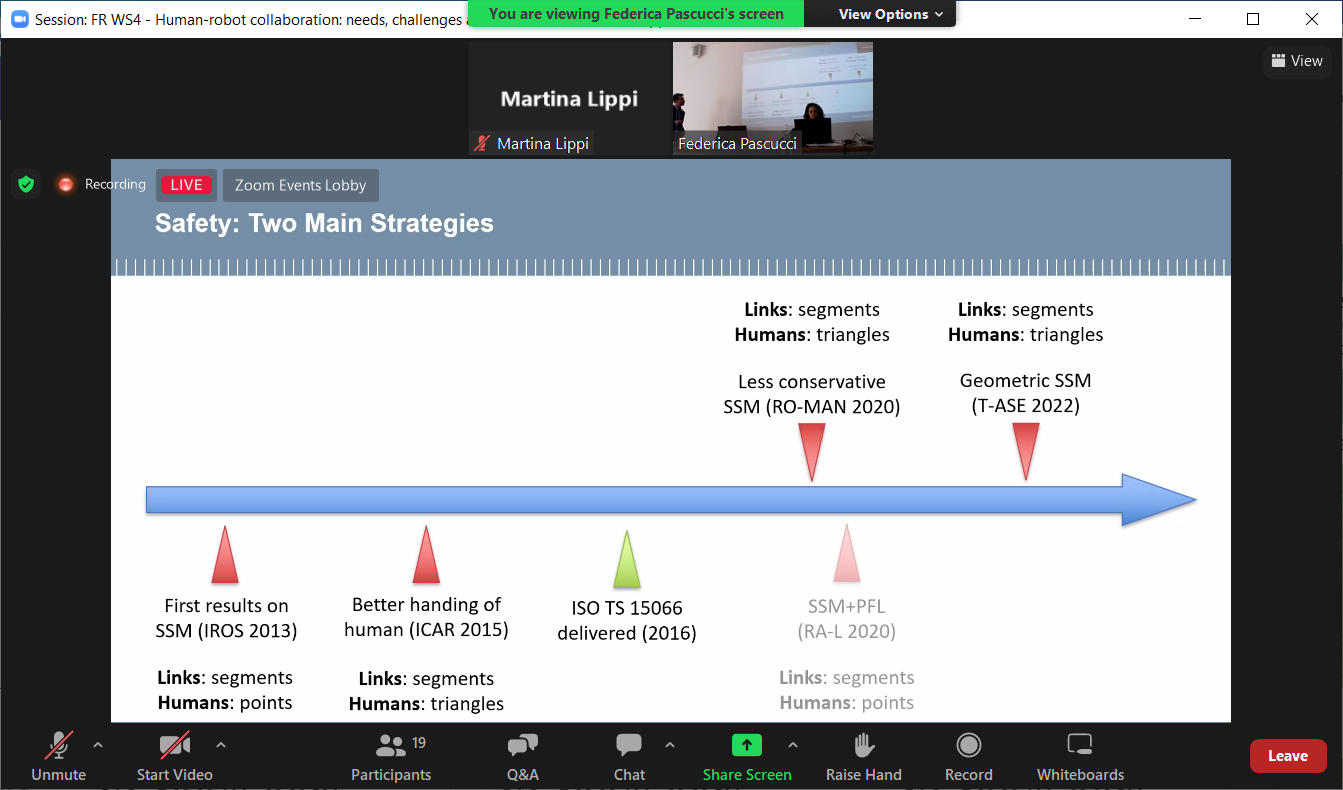 Session: FR WS4 - Human-robot collaboration: needs, challenges
You are viewing Federica Pascucci's screen
View Options
View
Martina Lippi
Martina Lippi
Federica Pascucci
Recording
LIVE
Zoom Events Lobby
Safety: Two Main Strategies
Links: segments
Humans: triangles
Less conservative
SSM (RO-MAN 2020)
Links: segments
Humans: triangles
Geometric SSM
(T-ASE 2022)
First results on
SSM (IROS 2013)
Links: segments
Humans: points
Better handing of
human (ICAR 2015)
Links: segments
Humans: triangles
ISO TS 15066
delivered (2016)
SSM+PFL
(RA-L 2020)
Links: segments
Humans: points
Unmute
Start Video
19
Participants
Q&A
Chat
Share Screen
Raise Hand
Record
Whiteboards
Leave